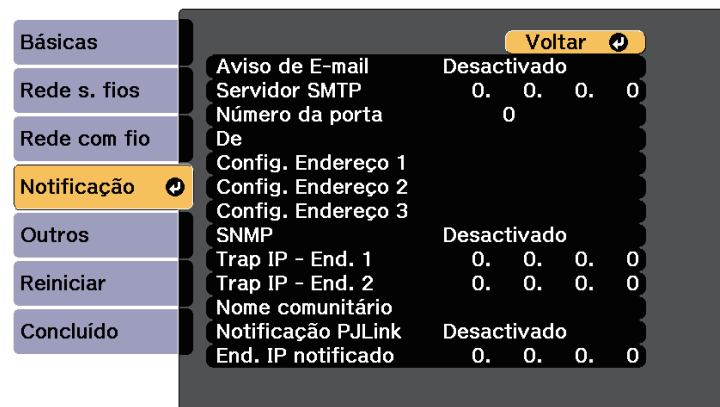 Básicas
Rede s. fios
Rede com fio
Notificação
Outros
Reiniciar
Concluído
Voltar
Aviso de E-mail Desactivado
Servidor SMTP 0. 0. 0. 0
Número da porta 0
De
Config. Endereço 1
Config. Endereço 2
Config. Endereço 3
SNMP Desactivado
Trap IP - End. 1 0. 0. 0. 0
Trap IP - End. 2 0. 0. 0. 0
Nome comunitário
Notificação PJLink Desactivado
End. IP notificado 0. 0. 0. 0